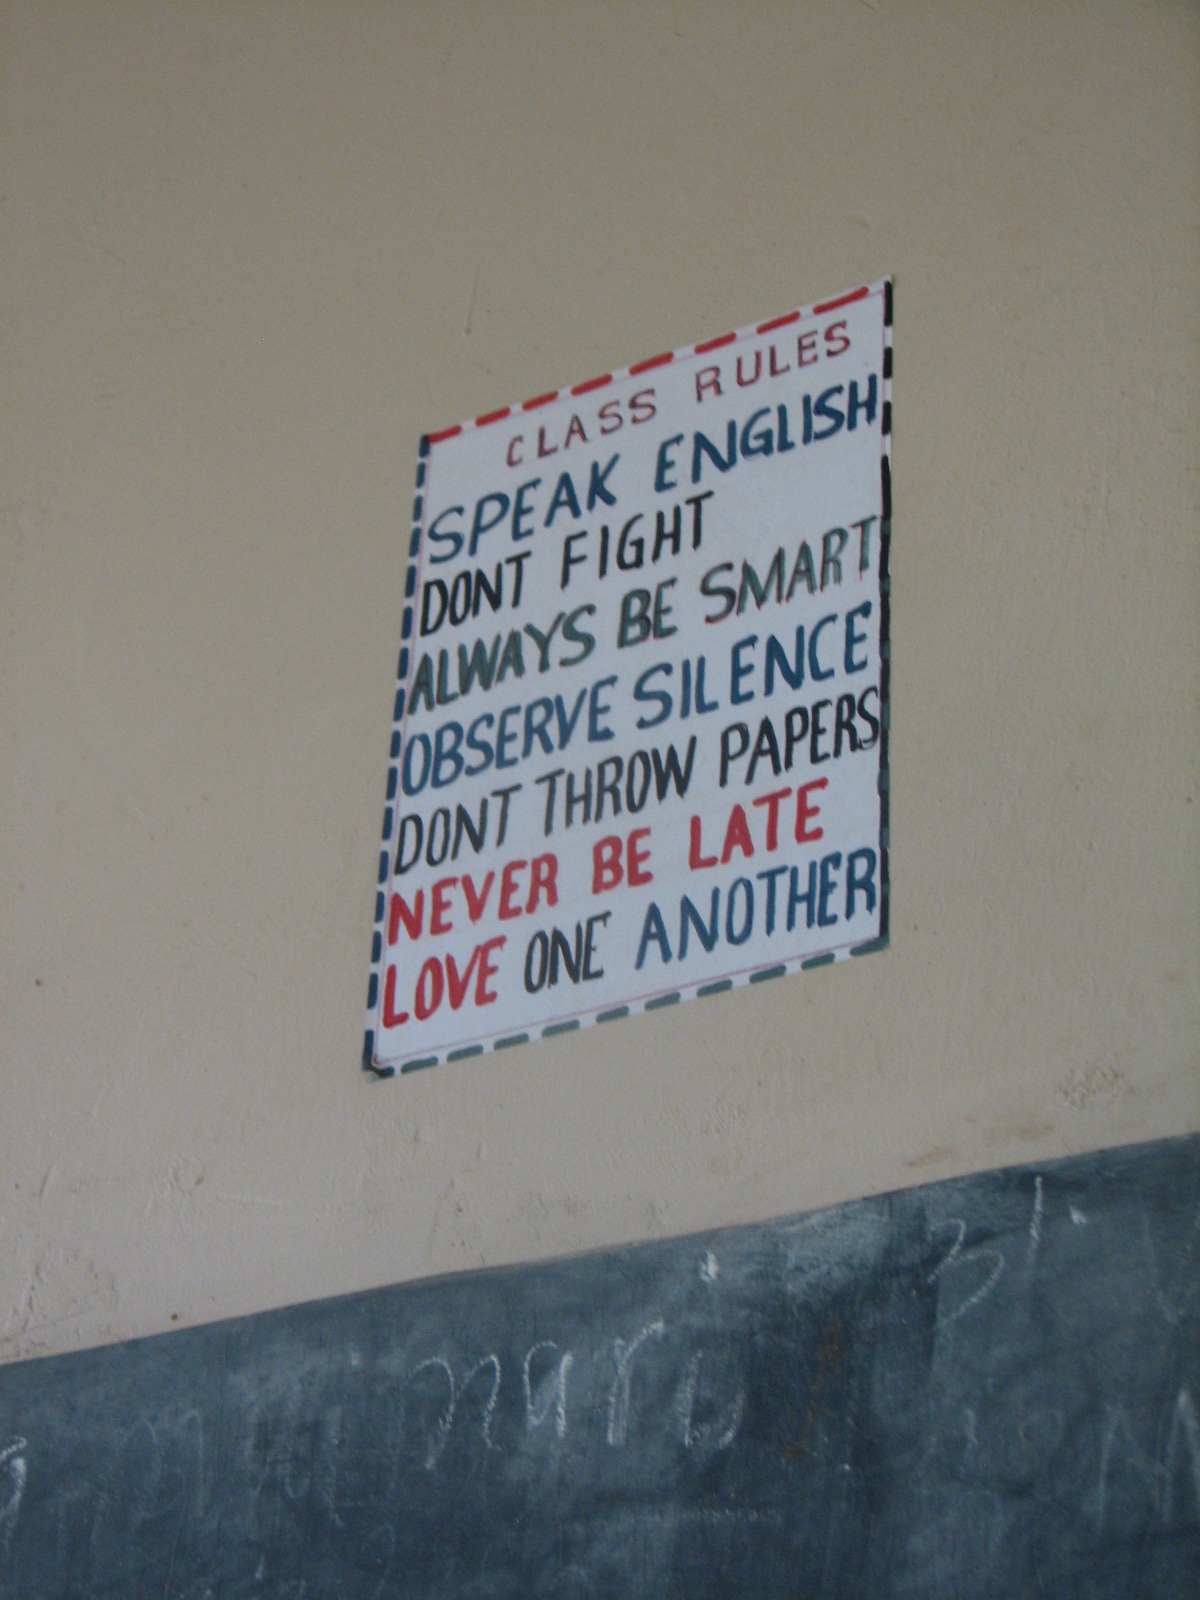 CLASS RULES
SPEAK ENGLISH
DONT FIGHT
ALWAYS BE SMART
OBSERVE SILENCE
DONT THROW PAPERS
NEVER BE LATE
LOVE ONE ANOTHER